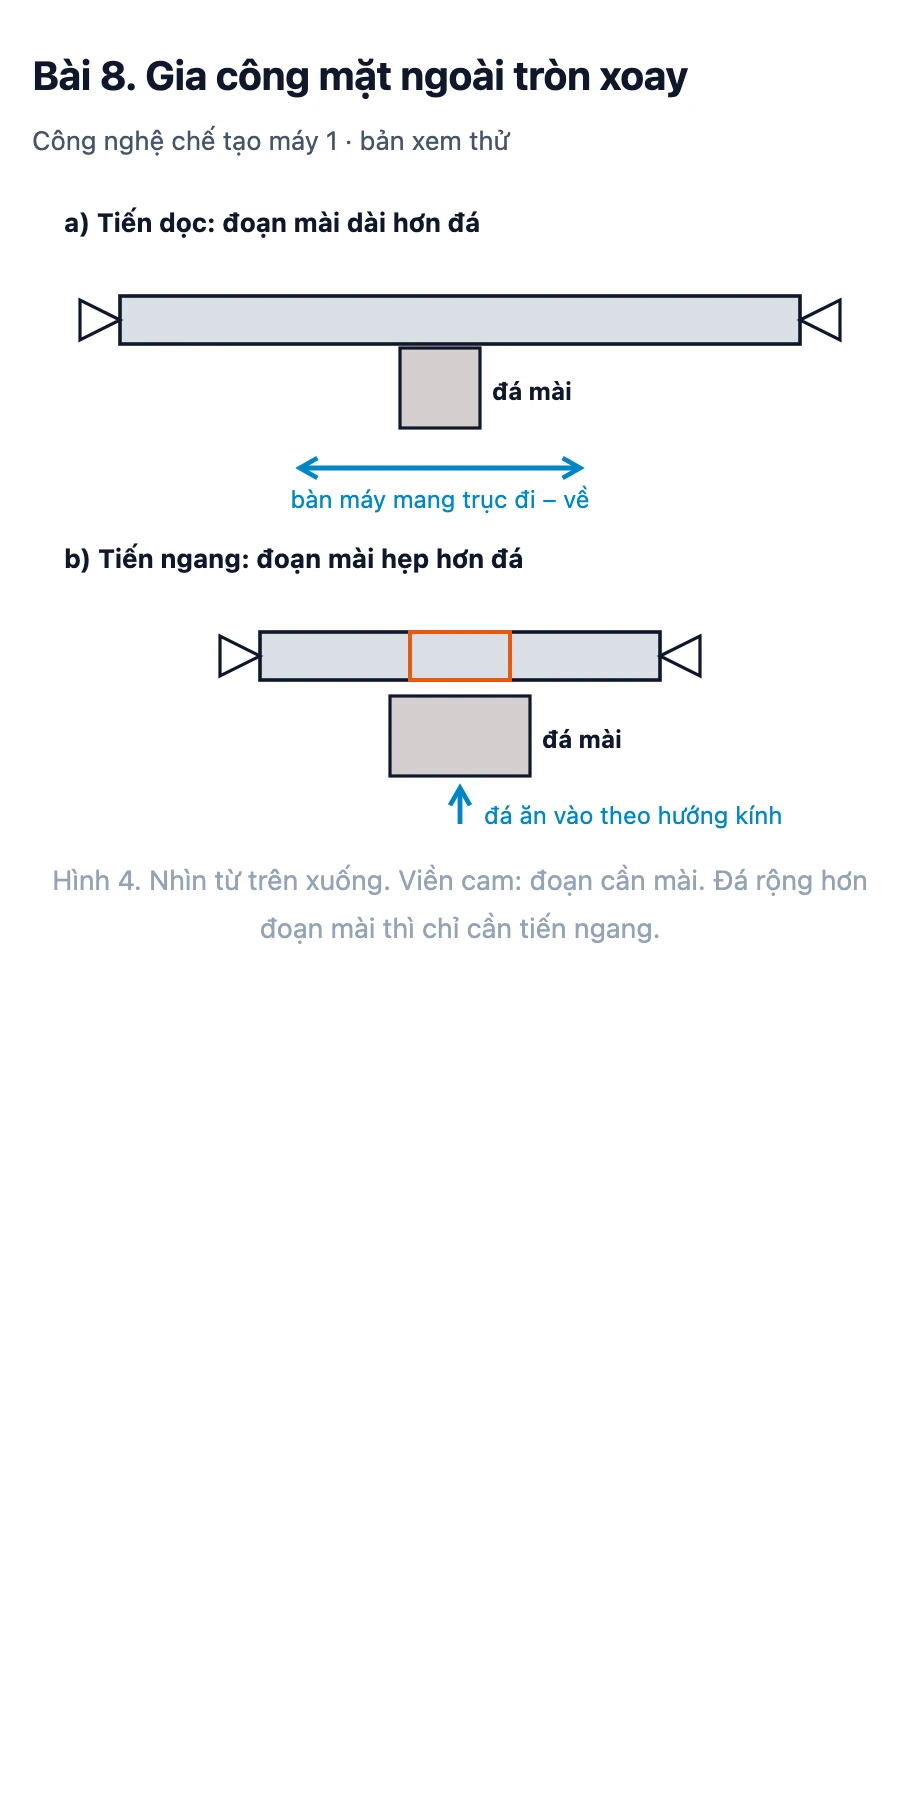 Bài 8. Gia công mặt ngoài tròn xoay
Công nghệ chế tạo máy 1 · bản xem thử
a) Tiến dọc: đoạn mài dài hơn đá
đá mài
bàn máy mang trục đi – về
b) Tiến ngang: đoạn mài hẹp hơn đá
đá mài
đá ăn vào theo hướng kính
Hình 4. Nhìn từ trên xuống. Viền cam: đoạn cần mài. Đá rộng hơn
đoạn mài thì chỉ cần tiến ngang.